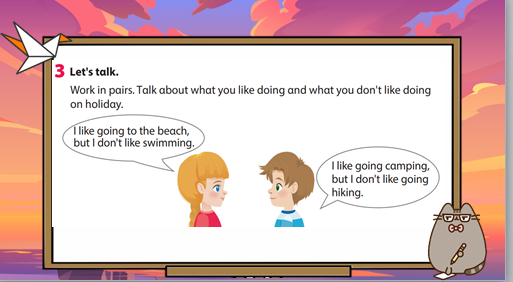 3 Let's talk.
Work in pairs. Talk about what you like doing and what you don't like doing
on holiday.
I like going to the beach,
but I don't like swimming.
I like going camping,
but I don't like going
hiking.